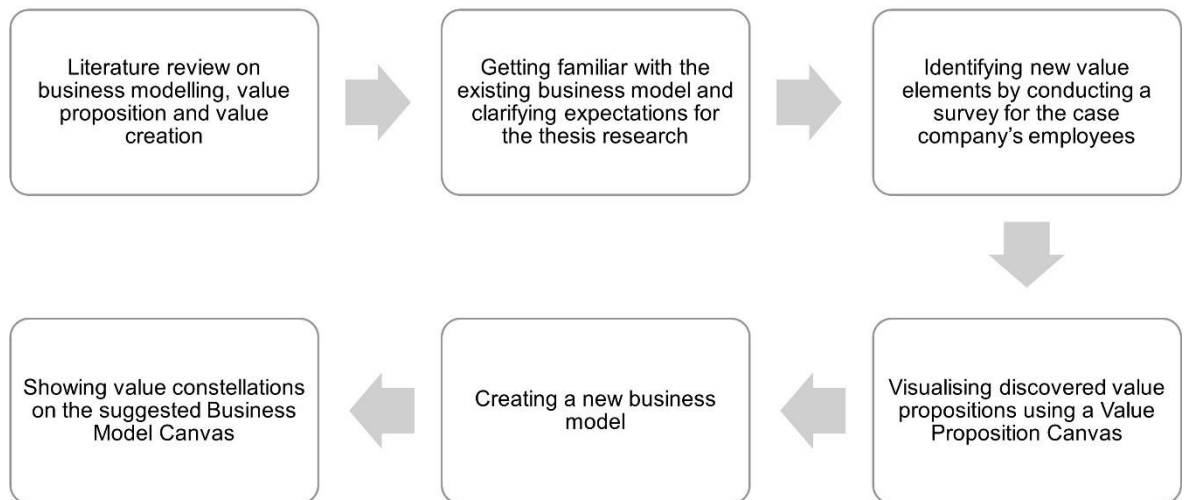 Literature review on
business modelling, value
proposition and value
creation
Getting familiar with the
existing business model and
clarifying expectations for
the thesis research
Identifying new value
elements by conducting a
survey for the case
company's employees
Visualising discovered value
propositions using a Value
Proposition Canvas
Creating a new business
model
Showing value constellations
on the suggested Business
Model Canvas